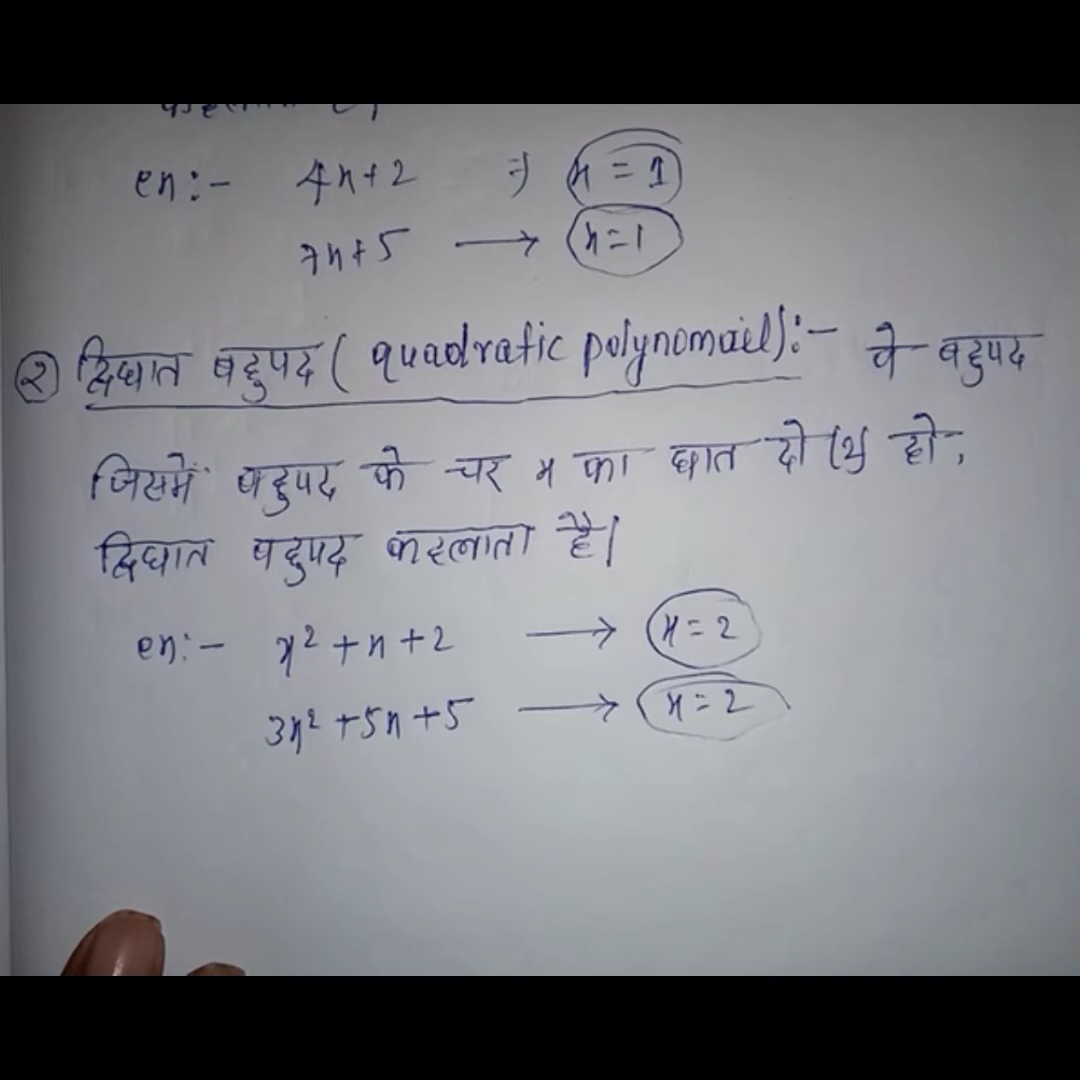 ex:- 4x+2 ⇒ x = 1
7x+5 → x=1
② द्विघात बहुपद ( quadratic polynomail):- वे बहुपद
जिसमें बहुपद के चर x का घात दो (2) हो,
द्विघात बहुपद कहलाता है।
ex:- x² + x + 2 → x = 2
3x² + 5x + 5 → x = 2